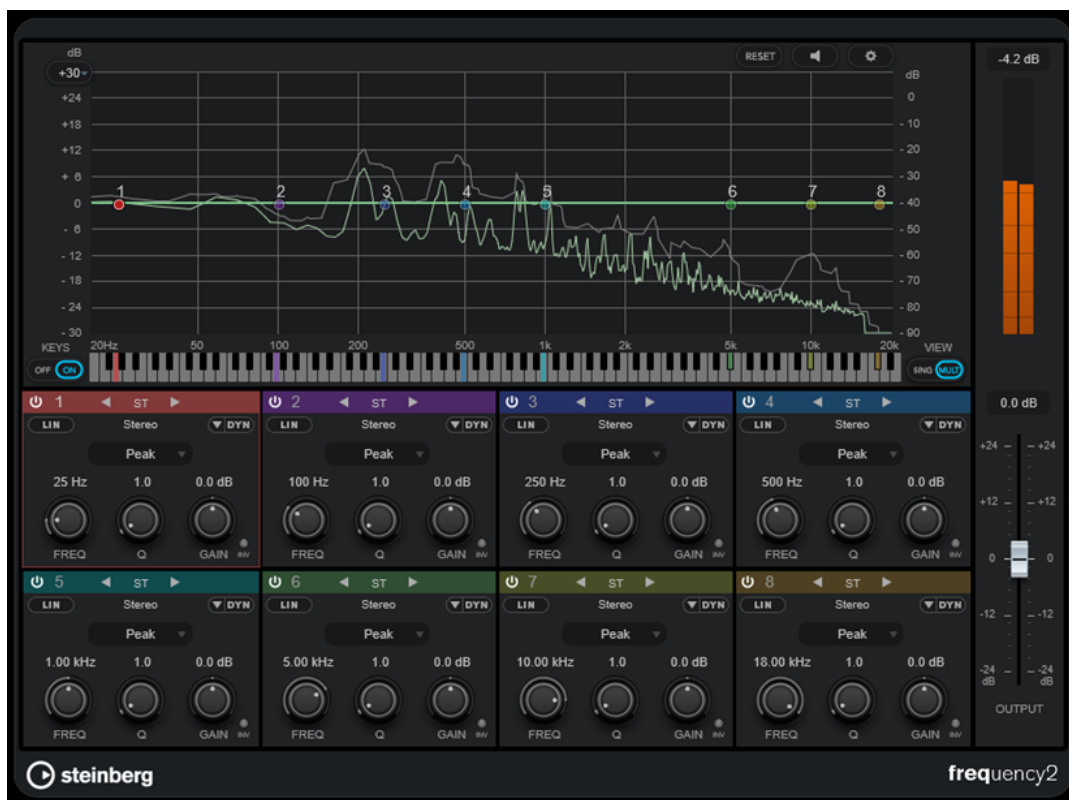 dB RESET -4.2 dB
+30 dB
+24 0
+18 - 10
+12 - 20
+ 6 - 30
0 - 40
- 6 - 50
- 12 - 60
- 18 - 70
- 24 - 80
- 30 - 90
1 2 3 4 5 6 7 8
KEYS 20Hz 50 100 200 500 1k 2k 5k 10k 20k VIEW
OFF ON SING MULT
1 ST 2 ST 3 ST 4 ST 0.0 dB
LIN Stereo DYN LIN Stereo DYN LIN Stereo DYN LIN Stereo DYN
Peak Peak Peak Peak
25 Hz 1.0 0.0 dB 100 Hz 1.0 0.0 dB 250 Hz 1.0 0.0 dB 500 Hz 1.0 0.0 dB
FREQ Q GAIN INV FREQ Q GAIN INV FREQ Q GAIN INV FREQ Q GAIN INV
5 ST 6 ST 7 ST 8 ST
LIN Stereo DYN LIN Stereo DYN LIN Stereo DYN LIN Stereo DYN
Peak Peak Peak Peak
1.00 kHz 1.0 0.0 dB 5.00 kHz 1.0 0.0 dB 10.00 kHz 1.0 0.0 dB 18.00 kHz 1.0 0.0 dB
FREQ Q GAIN INV FREQ Q GAIN INV FREQ Q GAIN INV FREQ Q GAIN INV
+24 +24
+12 +12
0 0
-12 -12
-24 -24
dB dB
OUTPUT
steinberg frequency2